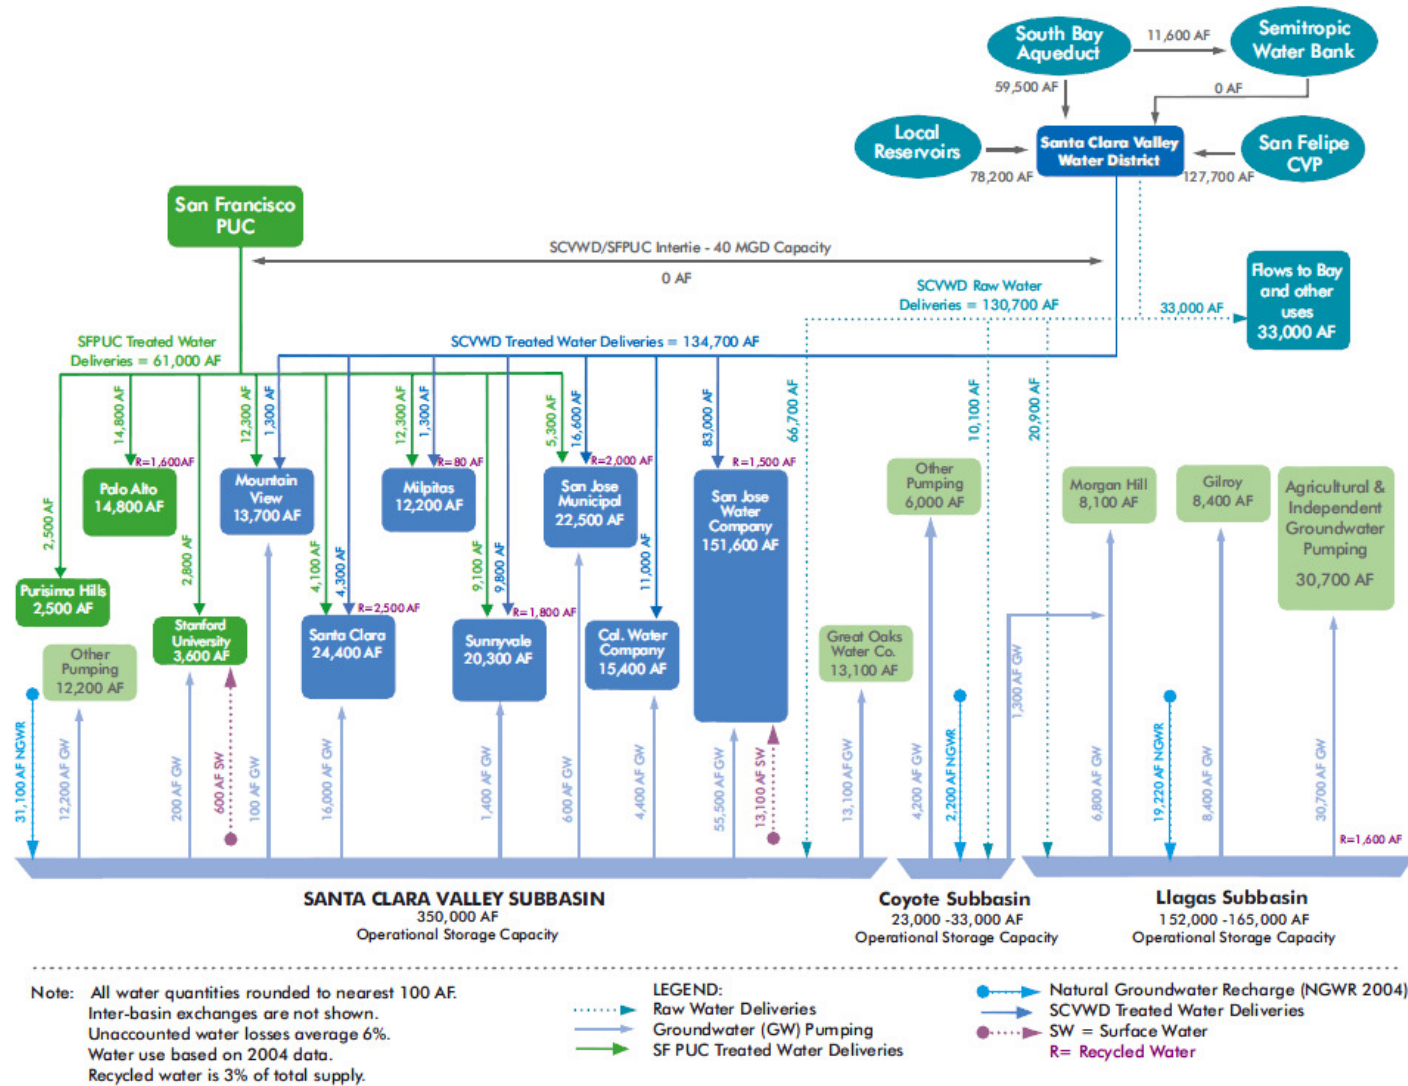 South Bay
Aqueduct
11,600 AF
Semitropic
Water Bank
59,500 AF
0 AF
Local
Reservoirs
78,200 AF
Santa Clara Valley
Water District
127,700 AF
San Felipe
CVP
San Francisco
PUC
SCVWD/SFPUC Intertie - 40 MGD Capacity
0 AF
SCVWD Raw Water
Deliveries = 130,700 AF
33,000 AF
Flows to Bay
and other
uses
33,000 AF
SFPUC Treated Water
Deliveries = 61,000 AF
SCVWD Treated Water Deliveries = 134,700 AF
2,500 AF
14,800 AF
2,800 AF
12,300 AF
1,300 AF
4,100 AF
4,300 AF
12,300 AF
1,300 AF
9,100 AF
9,800 AF
5,300 AF
16,600 AF
11,000 AF
83,000 AF
66,700 AF
10,100 AF
20,900 AF
R=1,600AF
Palo Alto
14,800 AF
Mountain
View
13,700 AF
R=80 AF
Milpitas
12,200 AF
R=2,000 AF
San Jose
Municipal
22,500 AF
R=1,500 AF
San Jose
Water
Company
151,600 AF
Other
Pumping
6,000 AF
Morgan Hill
8,100 AF
Gilroy
8,400 AF
Agricultural &
Independent
Groundwater
Pumping
30,700 AF
Purisima Hills
2,500 AF
Stanford
University
3,600 AF
R=2,500 AF
Santa Clara
24,400 AF
R=1,800 AF
Sunnyvale
20,300 AF
Cal. Water
Company
15,400 AF
Great Oaks
Water Co.
13,100 AF
Other
Pumping
12,200 AF
31,100 AF NGWR
12,200 AF GW
200 AF GW
600 AF SW
100 AF GW
16,000 AF GW
1,400 AF GW
600 AF GW
4,400 AF GW
55,500 AF GW
13,100 AF SW
13,100 AF GW
4,200 AF GW
2,200 AF NGWR
1,300 AF GW
6,800 AF GW
19,220 AF NGWR
8,400 AF GW
30,700 AF GW
R=1,600 AF
SANTA CLARA VALLEY SUBBASIN
350,000 AF
Operational Storage Capacity
Coyote Subbasin
23,000 -33,000 AF
Operational Storage Capacity
Llagas Subbasin
152,000 -165,000 AF
Operational Storage Capacity
Note: All water quantities rounded to nearest 100 AF.
Inter-basin exchanges are not shown.
Unaccounted water losses average 6%.
Water use based on 2004 data.
Recycled water is 3% of total supply.
LEGEND:
Raw Water Deliveries
Groundwater (GW) Pumping
SF PUC Treated Water Deliveries
Natural Groundwater Recharge (NGWR 2004)
SCVWD Treated Water Deliveries
SW = Surface Water
R= Recycled Water